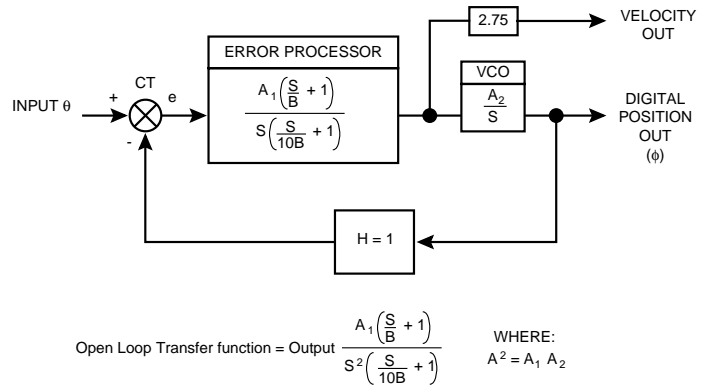 2.75
VELOCITY
OUT
ERROR PROCESSOR
VCO
CT
INPUT θ
+
e
-
A₁(S/B + 1)
S(S/10B + 1)
A₂
S
DIGITAL
POSITION
OUT
(ϕ)
H = 1
Open Loop Transfer function = Output A₁(S/B + 1)
S²(S/10B + 1)
WHERE:
A² = A₁ A₂